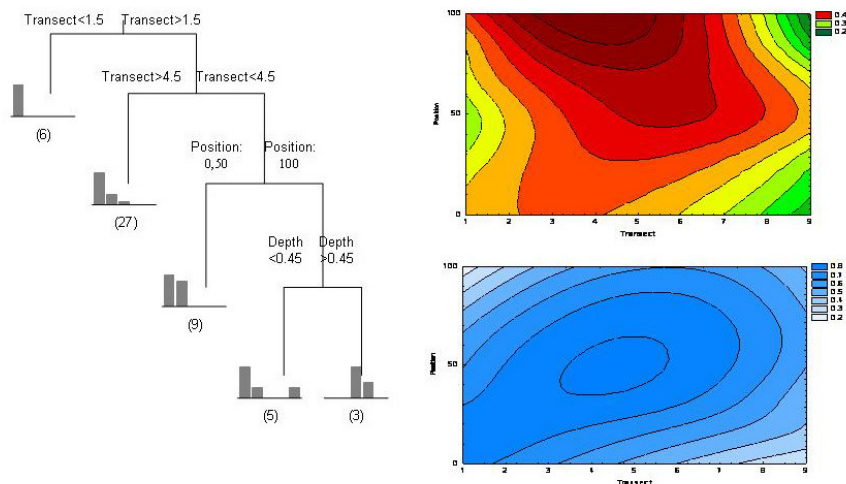 Transect<1.5 Transect>1.5
(6)
Transect>4.5 Transect<4.5
(27)
Position: 0,50
Position: 100
(9)
Depth <0.45
Depth >0.45
(5)
(3)
100
50
0
Position
1 2 3 4 5 6 7 8 9
Transect
0.4
0.3
0.2
100
50
0
Position
1 2 3 4 5 6 7 8 9
Transect
0.8
0.7
0.6
0.5
0.4
0.3
0.2